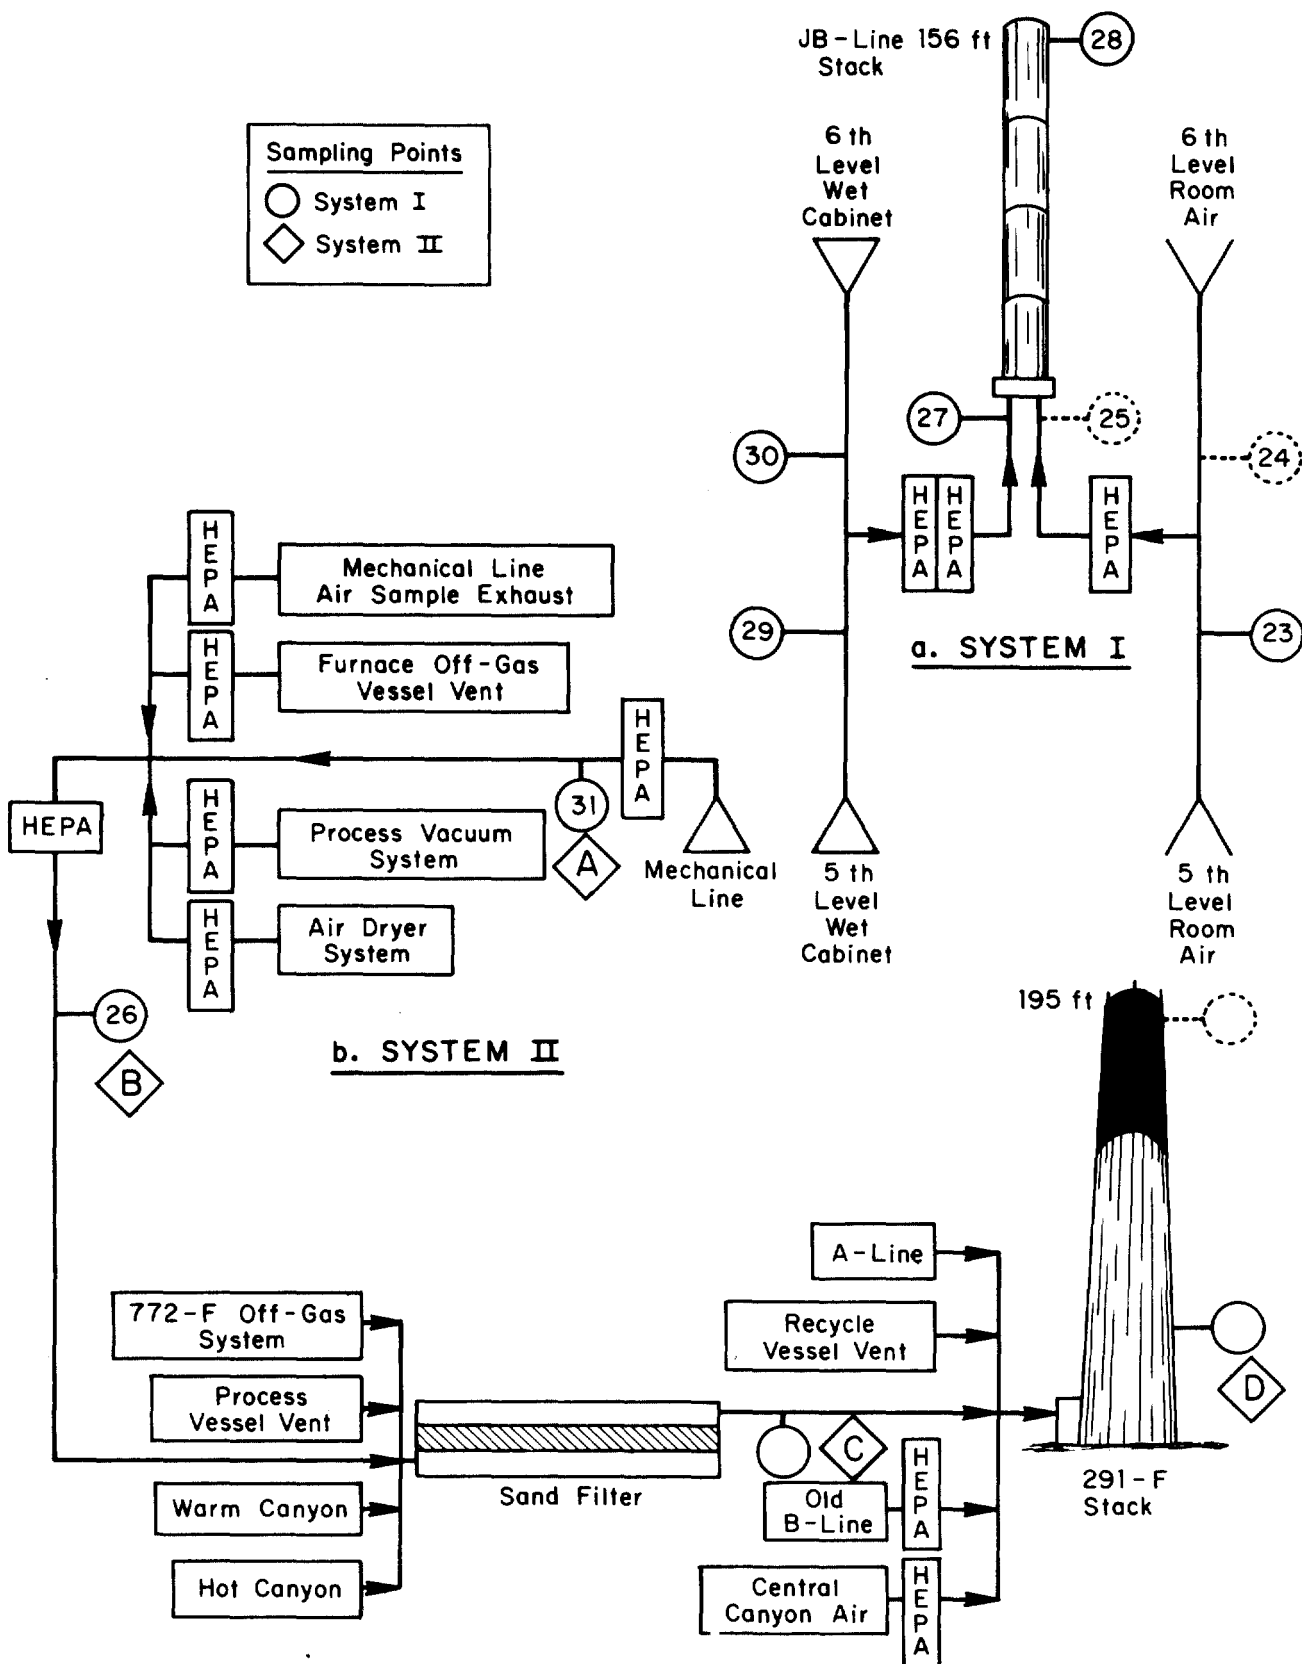 JB-Line 156 ft
Stack
28
Sampling Points
System I
System II
6 th
Level
Wet
Cabinet
6 th
Level
Room
Air
27
25
30
24
HEPA
HEPA
HEPA
29
23
a. SYSTEM I
HEPA
Mechanical Line
Air Sample Exhaust
HEPA
Furnace Off-Gas
Vessel Vent
HEPA
HEPA
HEPA
Process Vacuum
System
31
A
Mechanical
Line
5 th
Level
Wet
Cabinet
5 th
Level
Room
Air
HEPA
Air Dryer
System
26
B
b. SYSTEM II
195 ft
A-Line
772-F Off-Gas
System
Recycle
Vessel Vent
Process
Vessel Vent
D
C
Sand Filter
Warm Canyon
Old
B-Line
HEPA
291-F
Stack
Hot Canyon
Central
Canyon Air
HEPA